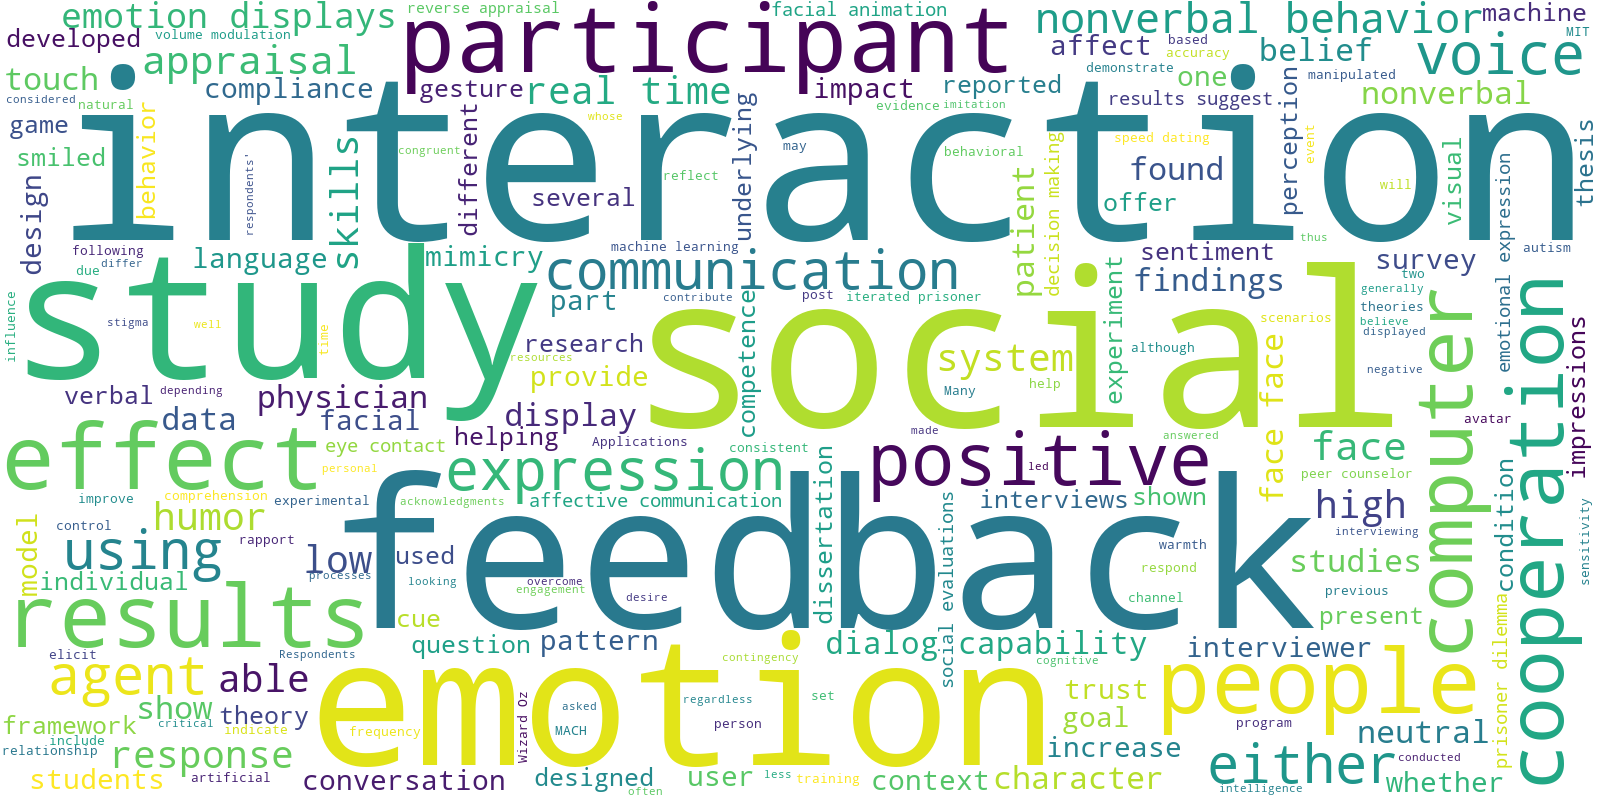 emotion displays
reverse appraisal
participant
facial animation
nonverbal behavior
machine
developed
volume modulation
appraisal
affect
based
accuracy
belief
voice
MIT
touch
compliance
gesture
real time
impact
reported
demonstrate
one
manipulated
considered
natural
behavior
evidence
imitation
results suggest
perception
nonverbal
game
whose
speed dating
event
smiled
skills
congruent
different
underlying
may
interaction
behavioral
decision making
found
visual
thesis
design
respondents'
several
reflect
patient
offer
will
emotional expression
following
differ
due
language
mimicry
machine learning
communication
thus
sentiment
survey
autism
findings
two
generally
influence
study
stigma
well
time
part
contribute
post
iterated prisoner
experiment
scenarios
theories
believe
displayed
computer
cooperation
impressions
research
resources
competence
social
system
although
negative
verbal
depending
provide
help
Many
physician
data
facial
display
face face
avatar
effect
eye contact
helping
Applications
consistent
made
positive
led
answered
face
personal
expression
peer counselor
improve
comprehension
experimental
acknowledgments
affective communication
interviews
shown
high
condition
humor
feedback
dissertation
social evaluations
interviewing
sensitivity
model
control
using
rapport
low
used
warmth
studies
individual
processes
looking
overcome
engagement
desire
respond
channel
previous
results
cue
present
prisoner dilemma
elicit
Respondents
question
pattern
dialog
capability
interviewer
agent
able
emotion
contingency
cognitive
people
show
Wizard Oz
regardless
set
trust
framework
critical
theory
indicate
frequency
asked
MACH
person
goal
program
neutral
include
relationship
response
increase
either
conducted
students
artificial
conversation
designed
often
user
less
training
context
character
intelligence
whether